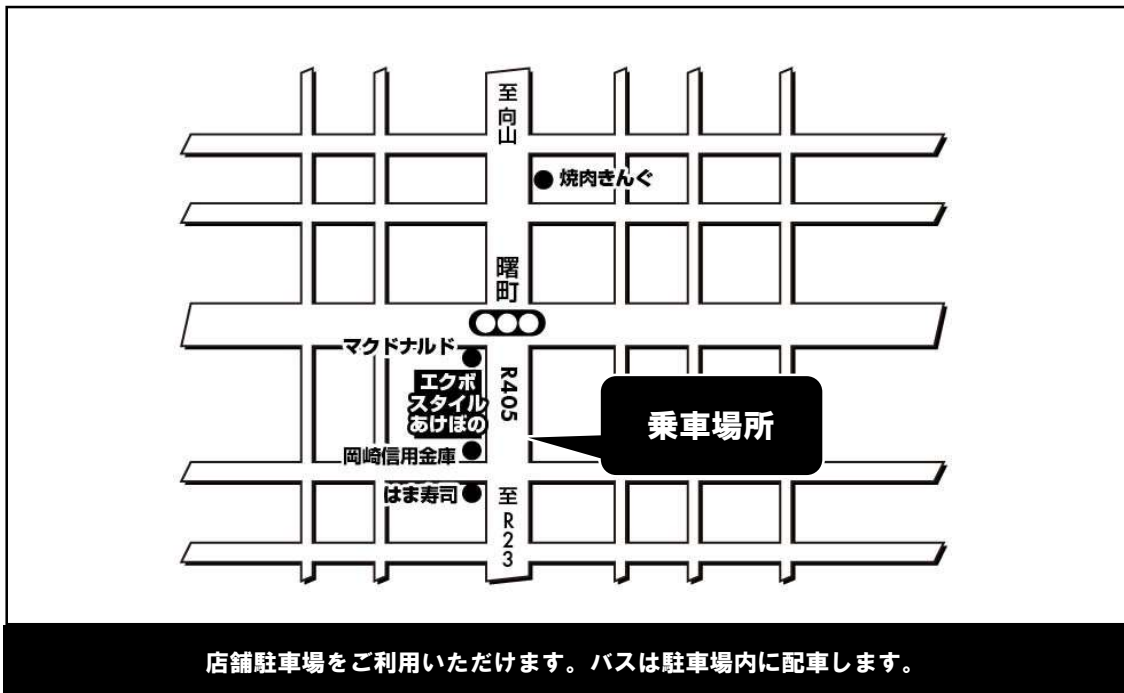 至向山
焼肉きんぐ
曙町
マクドナルド
R405
エクボ
スタイル
あけぼの
乗車場所
岡崎信用金庫
はま寿司
至R23
店舗駐車場をご利用いただけます。バスは駐車場内に配車します。